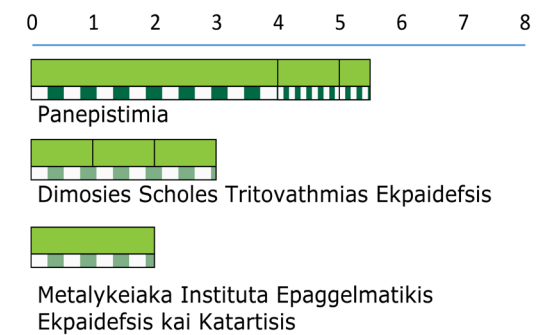 0 1 2 3 4 5 6 7 8
Panepistimia
Dimosies Scholes Tritovathmias Ekpaidefsis
Metalykeiaka Instituta Epaggelmatikis
Ekpaidefsis kai Katartisis